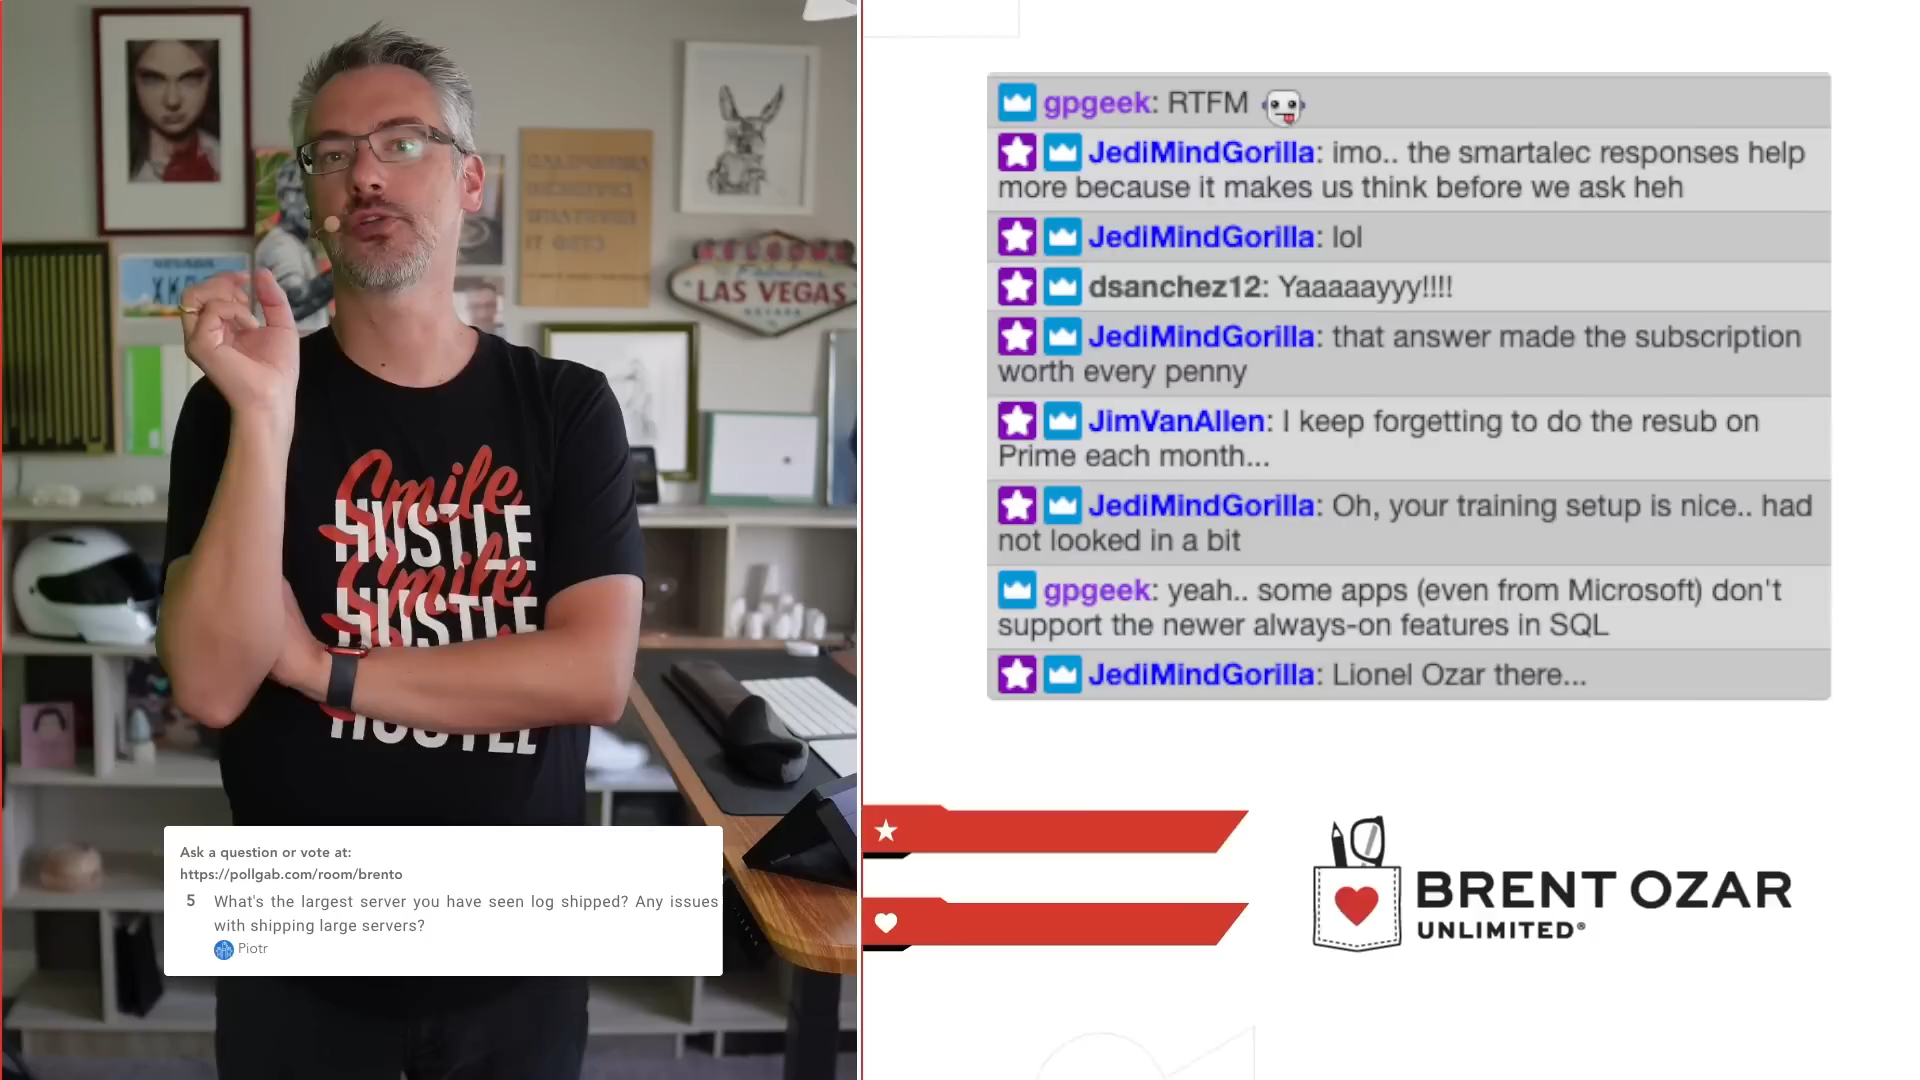 NEVADA
Fabulous
LAS VEGAS
NEVADA
Smile
HUSTLE
Smile
HUSTLE
HUSTLE
Ask a question or vote at:
https://pollgab.com/room/brento
5 What's the largest server you have seen log shipped? Any issues
with shipping large servers?
Piotr
gpgeek: RTFM
JediMindGorilla: imo.. the smartalec responses help
more because it makes us think before we ask heh
JediMindGorilla: lol
dsanchez12: Yaaaaayyy!!!!
JediMindGorilla: that answer made the subscription
worth every penny
JimVanAllen: I keep forgetting to do the resub on
Prime each month...
JediMindGorilla: Oh, your training setup is nice.. had
not looked in a bit
gpgeek: yeah.. some apps (even from Microsoft) don't
support the newer always-on features in SQL
JediMindGorilla: Lionel Ozar there...
BRENT OZAR
UNLIMITED®